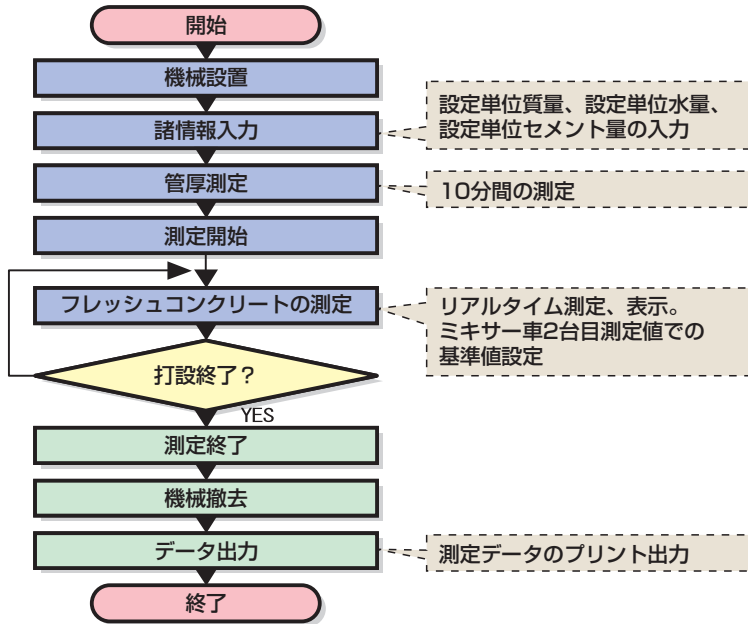 開始
機械設置
諸情報入力
設定単位質量、設定単位水量、
設定単位セメント量の入力
管厚測定
10分間の測定
測定開始
フレッシュコンクリートの測定
リアルタイム測定、表示。
ミキサー車2台目測定値での
基準値設定
打設終了？
YES
測定終了
機械撤去
データ出力
測定データのプリント出力
終了